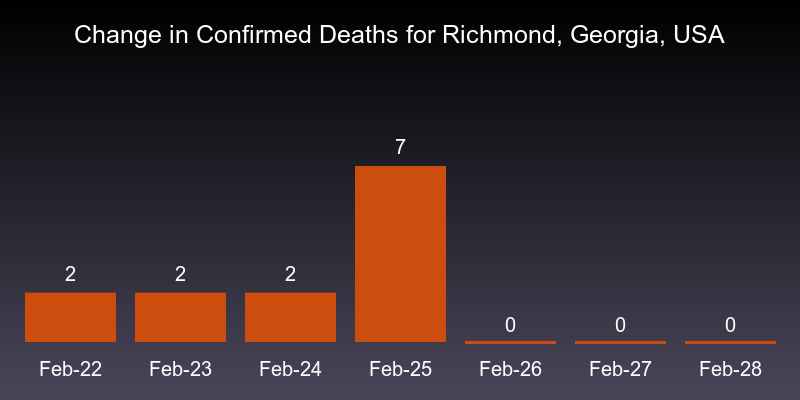 Change in Confirmed Deaths for Richmond, Georgia, USA
7
2 2 2
0 0 0
Feb-22 Feb-23 Feb-24 Feb-25 Feb-26 Feb-27 Feb-28